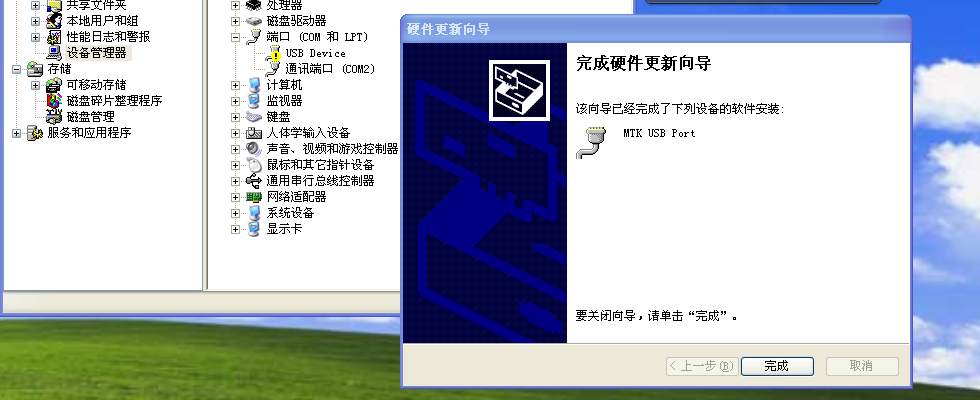 共享文件夹
本地用户和组
性能日志和警报
设备管理器
存储
可移动存储
磁盘碎片整理程序
磁盘管理
服务和应用程序
处理器
磁盘驱动器
端口 (COM 和 LPT)
USB Device
通讯端口 (COM2)
计算机
监视器
键盘
人体学输入设备
声音、视频和游戏控制器
鼠标和其它指针设备
通用串行总线控制器
网络适配器
系统设备
显示卡
硬件更新向导
完成硬件更新向导
该向导已经完成了下列设备的软件安装:
MTK USB Port
要关闭向导，请单击“完成”。
< 上一步(B)
完成
取消